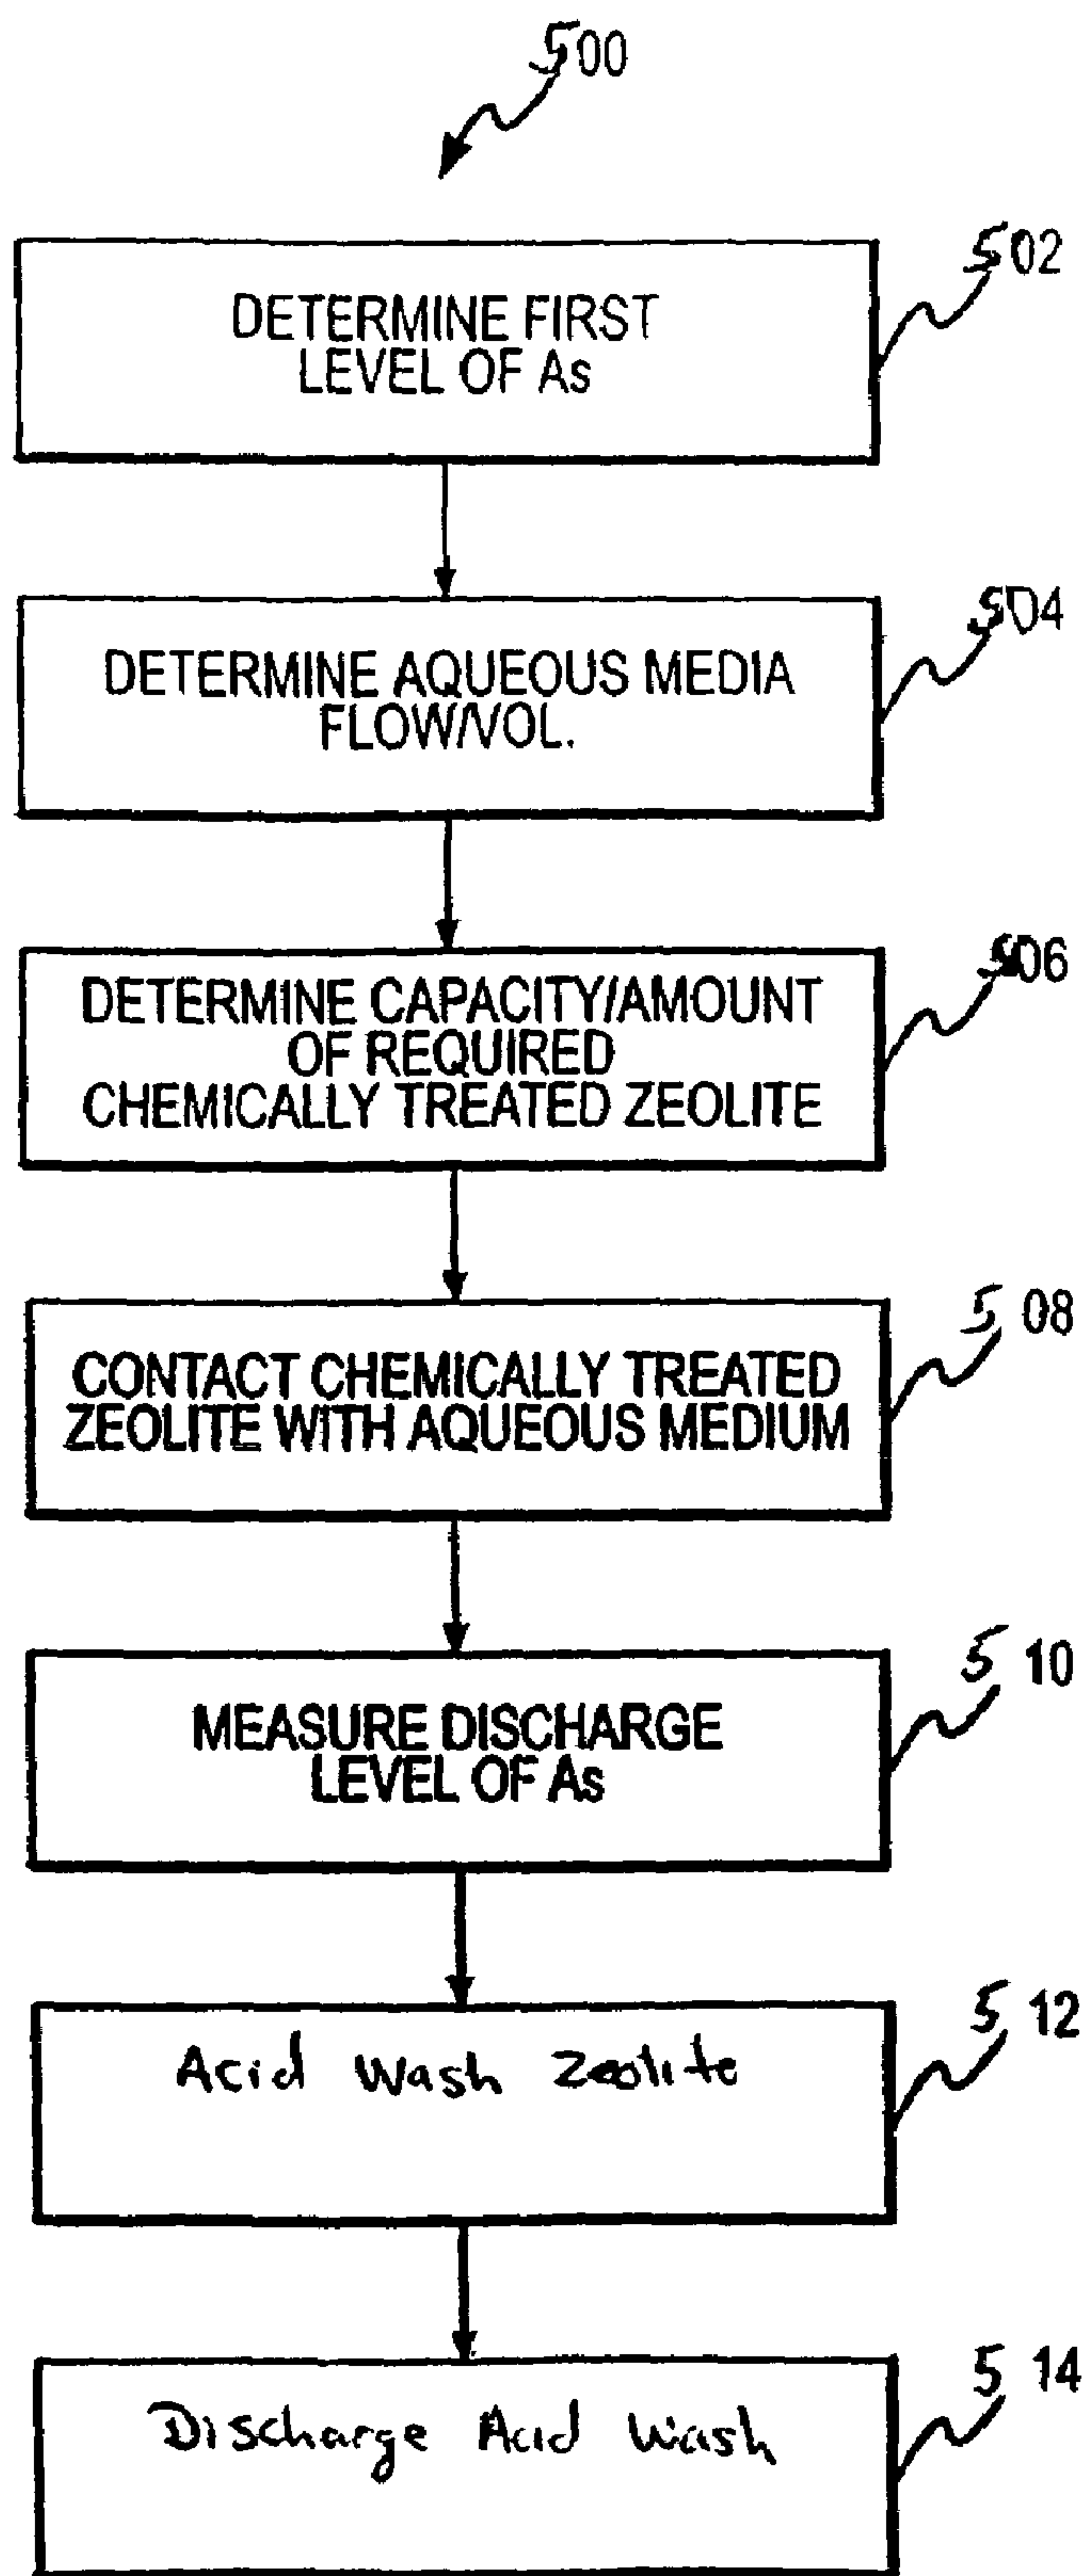 500
502
DETERMINE FIRST
LEVEL OF As
504
DETERMINE AQUEOUS MEDIA
FLOW/VOL.
506
DETERMINE CAPACITY/AMOUNT
OF REQUIRED
CHEMICALLY TREATED ZEOLITE
508
CONTACT CHEMICALLY TREATED
ZEOLITE WITH AQUEOUS MEDIUM
510
MEASURE DISCHARGE
LEVEL OF As
512
Acid Wash Zeolite
514
Discharge Acid Wash